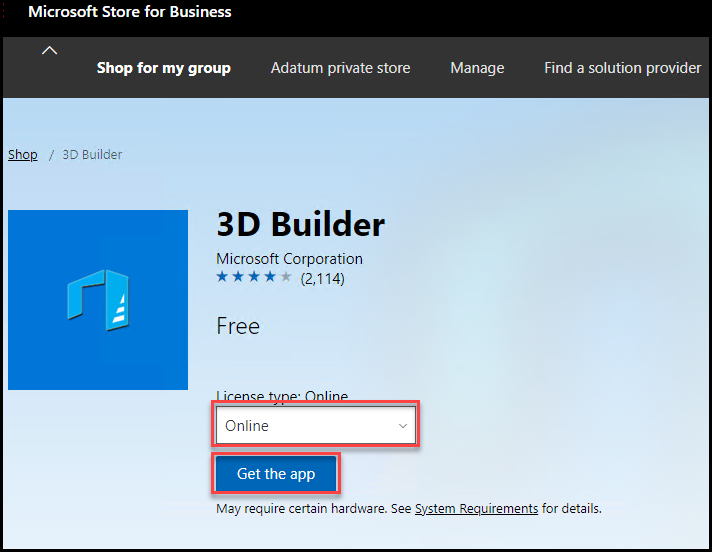 Microsoft Store for Business
Shop for my group Adatum private store Manage Find a solution provider
Shop / 3D Builder
3D Builder
Microsoft Corporation
(2,114)
Free
License type: Online
Online
Get the app
May require certain hardware. See System Requirements for details.